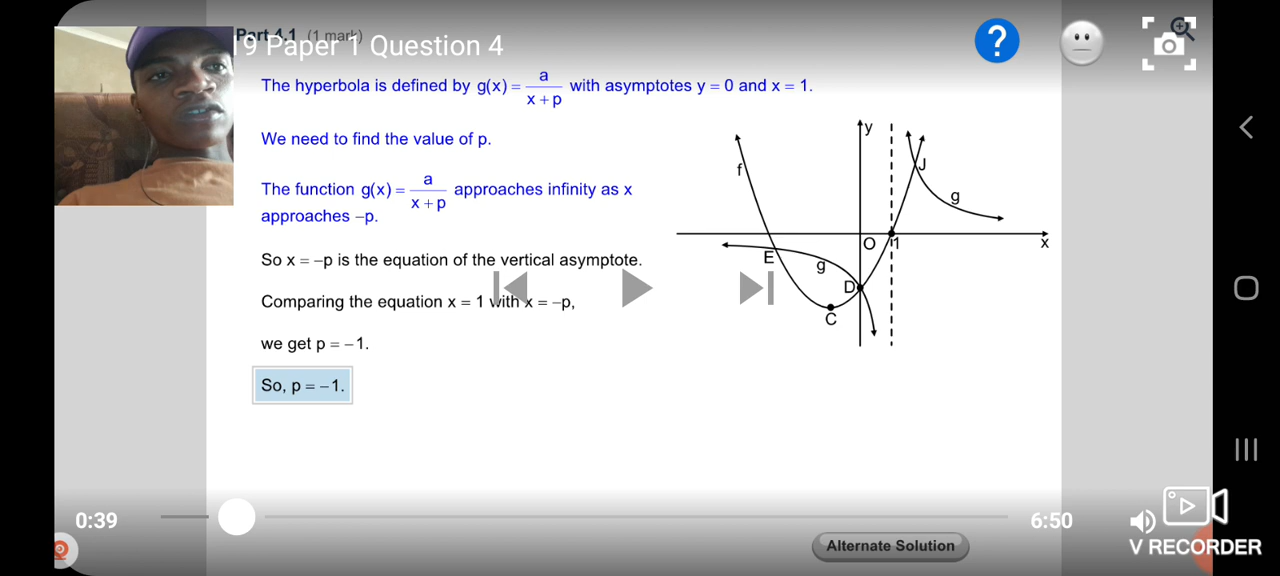 Part 4.1 (1 mark)
19 Paper 1 Question 4
?
The hyperbola is defined by g(x) = a / x + p with asymptotes y = 0 and x = 1.
We need to find the value of p.
The function g(x) = a / x + p approaches infinity as x
approaches –p.
So x = –p is the equation of the vertical asymptote.
Comparing the equation x = 1 with x = –p,
we get p = –1.
So, p = –1.
y
f
J
g
O
1
x
E
g
D
C
0:39
6:50
Alternate Solution
V RECORDER